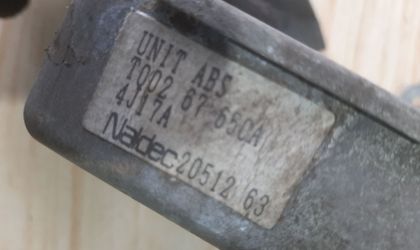 UNIT ABS
T002 67 650A
4J17A
Naldec 20512 63